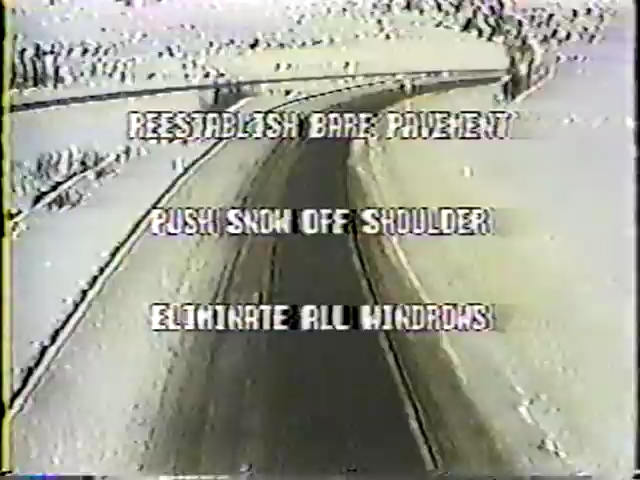 REESTABLISH BARE PAVEMENT
PUSH SNOW OFF SHOULDER
ELIMINATE ALL WINDROWS